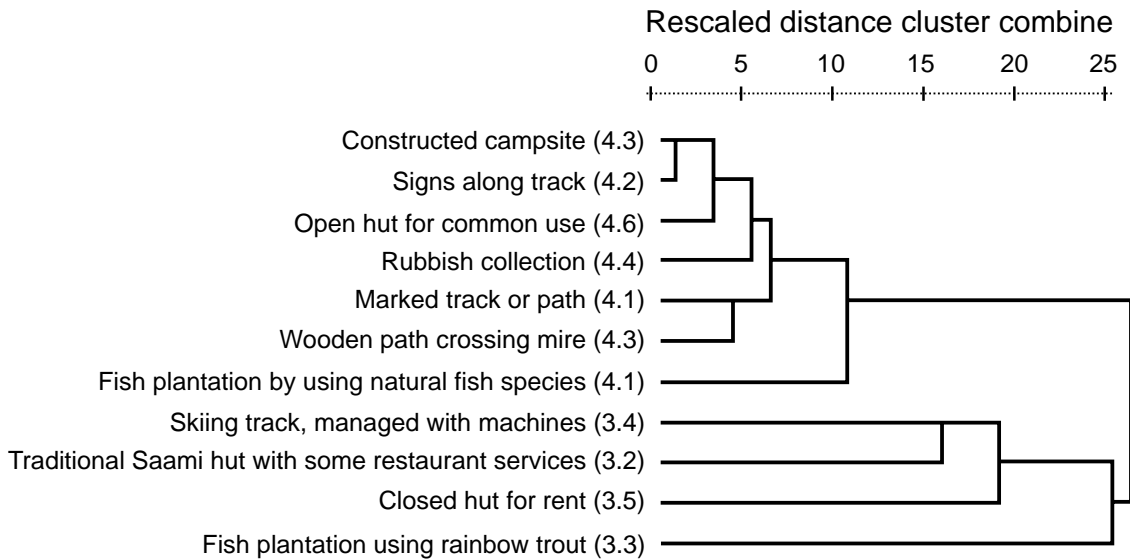 Rescaled distance cluster combine
0 5 10 15 20 25
Constructed campsite (4.3)
Signs along track (4.2)
Open hut for common use (4.6)
Rubbish collection (4.4)
Marked track or path (4.1)
Wooden path crossing mire (4.3)
Fish plantation by using natural fish species (4.1)
Skiing track, managed with machines (3.4)
Traditional Saami hut with some restaurant services (3.2)
Closed hut for rent (3.5)
Fish plantation using rainbow trout (3.3)